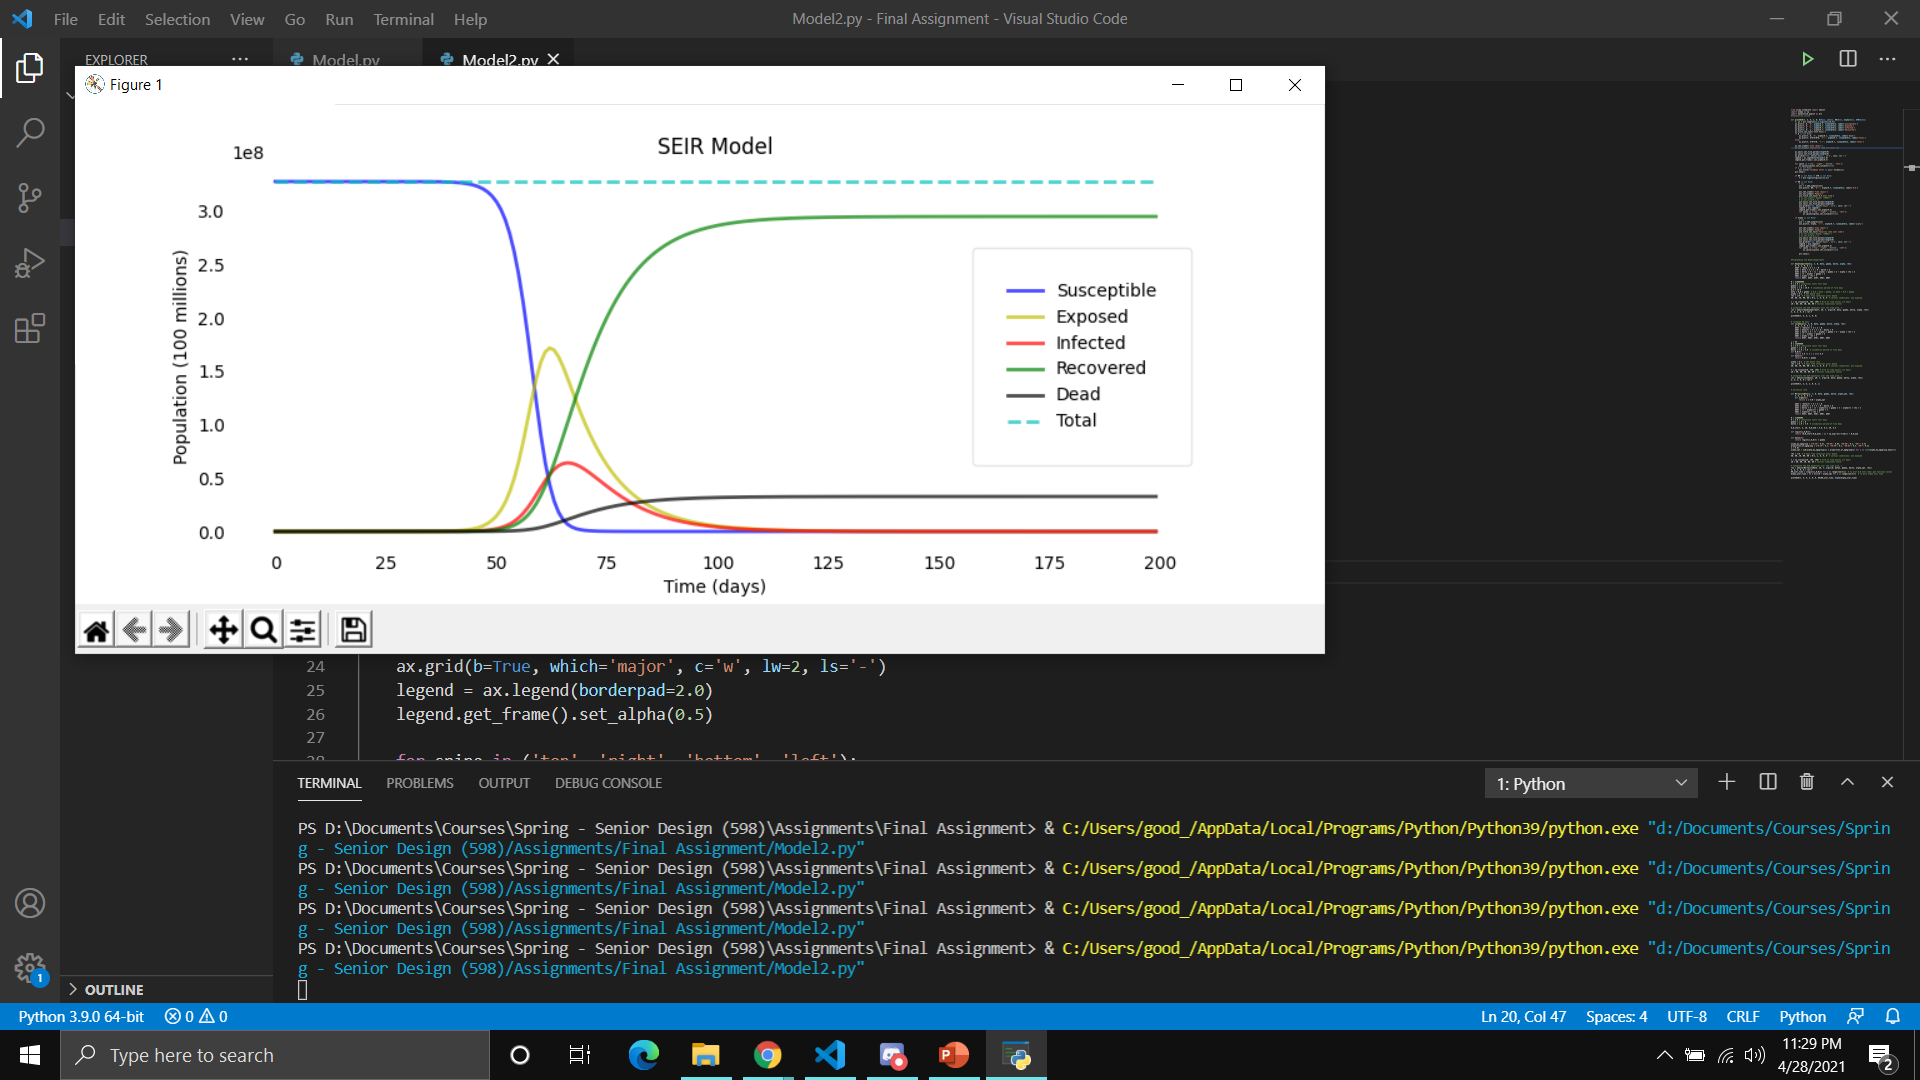 File Edit Selection View Go Run Terminal Help
Model2.py - Final Assignment - Visual Studio Code
EXPLORER
Model.py
Model2.py
Figure 1
SEIR Model
1e8
3.0
2.5
2.0
1.5
1.0
0.5
0.0
Population (100 millions)
Susceptible
Exposed
Infected
Recovered
Dead
Total
0 25 50 75 100 125 150 175 200
Time (days)
24 ax.grid(b=True, which='major', c='w', lw=2, ls='-')
25 legend = ax.legend(borderpad=2.0)
26 legend.get_frame().set_alpha(0.5)
27
28 for spine in ('top', 'right', 'bottom', 'left'):
TERMINAL PROBLEMS OUTPUT DEBUG CONSOLE
1: Python
PS D:\Documents\Courses\Spring - Senior Design (598)\Assignments\Final Assignment> & C:/Users/good_/AppData/Local/Programs/Python/Python39/python.exe "d:/Documents/Courses/Sprin
g - Senior Design (598)/Assignments/Final Assignment/Model2.py"
PS D:\Documents\Courses\Spring - Senior Design (598)\Assignments\Final Assignment> & C:/Users/good_/AppData/Local/Programs/Python/Python39/python.exe "d:/Documents/Courses/Sprin
g - Senior Design (598)/Assignments/Final Assignment/Model2.py"
PS D:\Documents\Courses\Spring - Senior Design (598)\Assignments\Final Assignment> & C:/Users/good_/AppData/Local/Programs/Python/Python39/python.exe "d:/Documents/Courses/Sprin
g - Senior Design (598)/Assignments/Final Assignment/Model2.py"
PS D:\Documents\Courses\Spring - Senior Design (598)\Assignments\Final Assignment> & C:/Users/good_/AppData/Local/Programs/Python/Python39/python.exe "d:/Documents/Courses/Sprin
g - Senior Design (598)/Assignments/Final Assignment/Model2.py"
1
OUTLINE
Python 3.9.0 64-bit 0 0
Ln 20, Col 47 Spaces: 4 UTF-8 CRLF Python
Type here to search
11:29 PM
4/28/2021
2